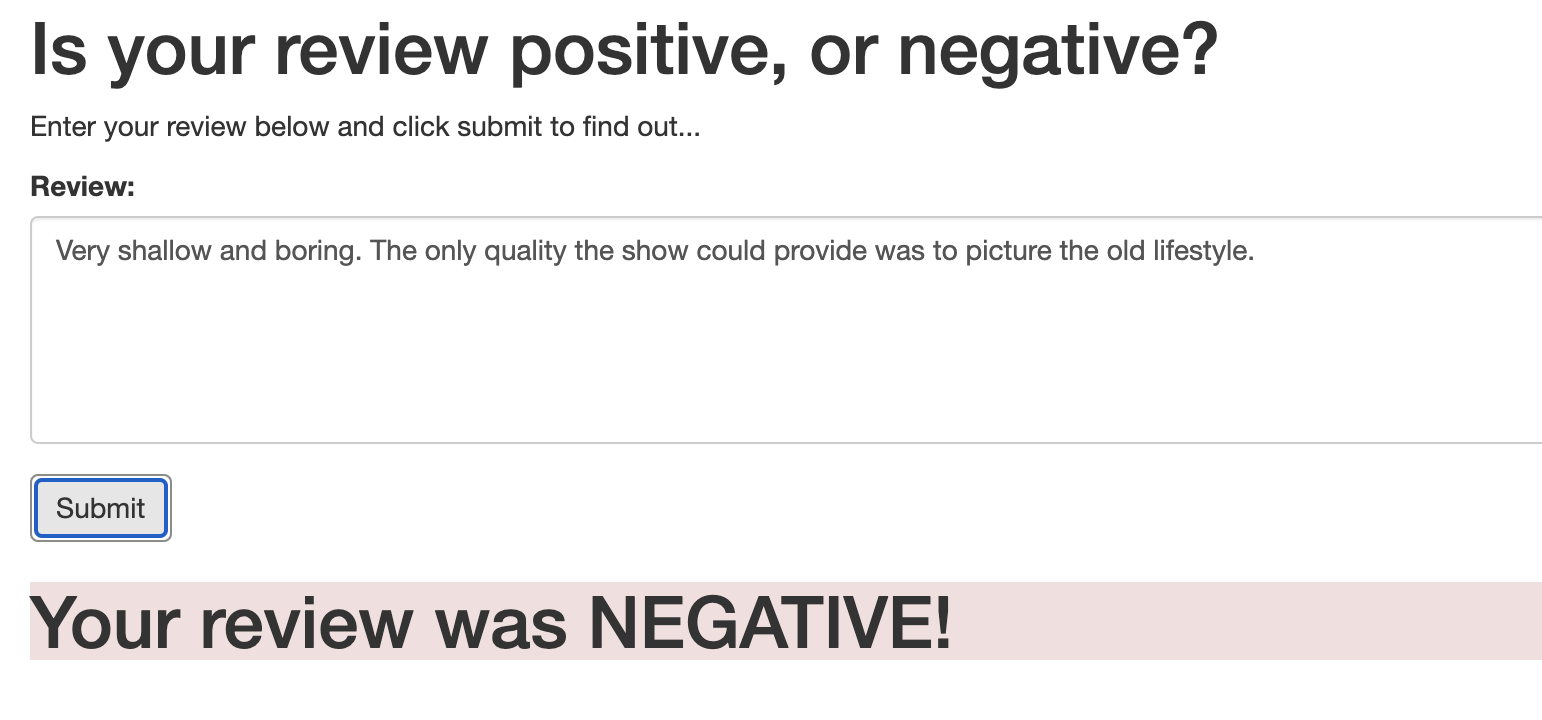 Is your review positive, or negative?
Enter your review below and click submit to find out...
Review:
Very shallow and boring. The only quality the show could provide was to picture the old lifestyle.
Submit
Your review was NEGATIVE!